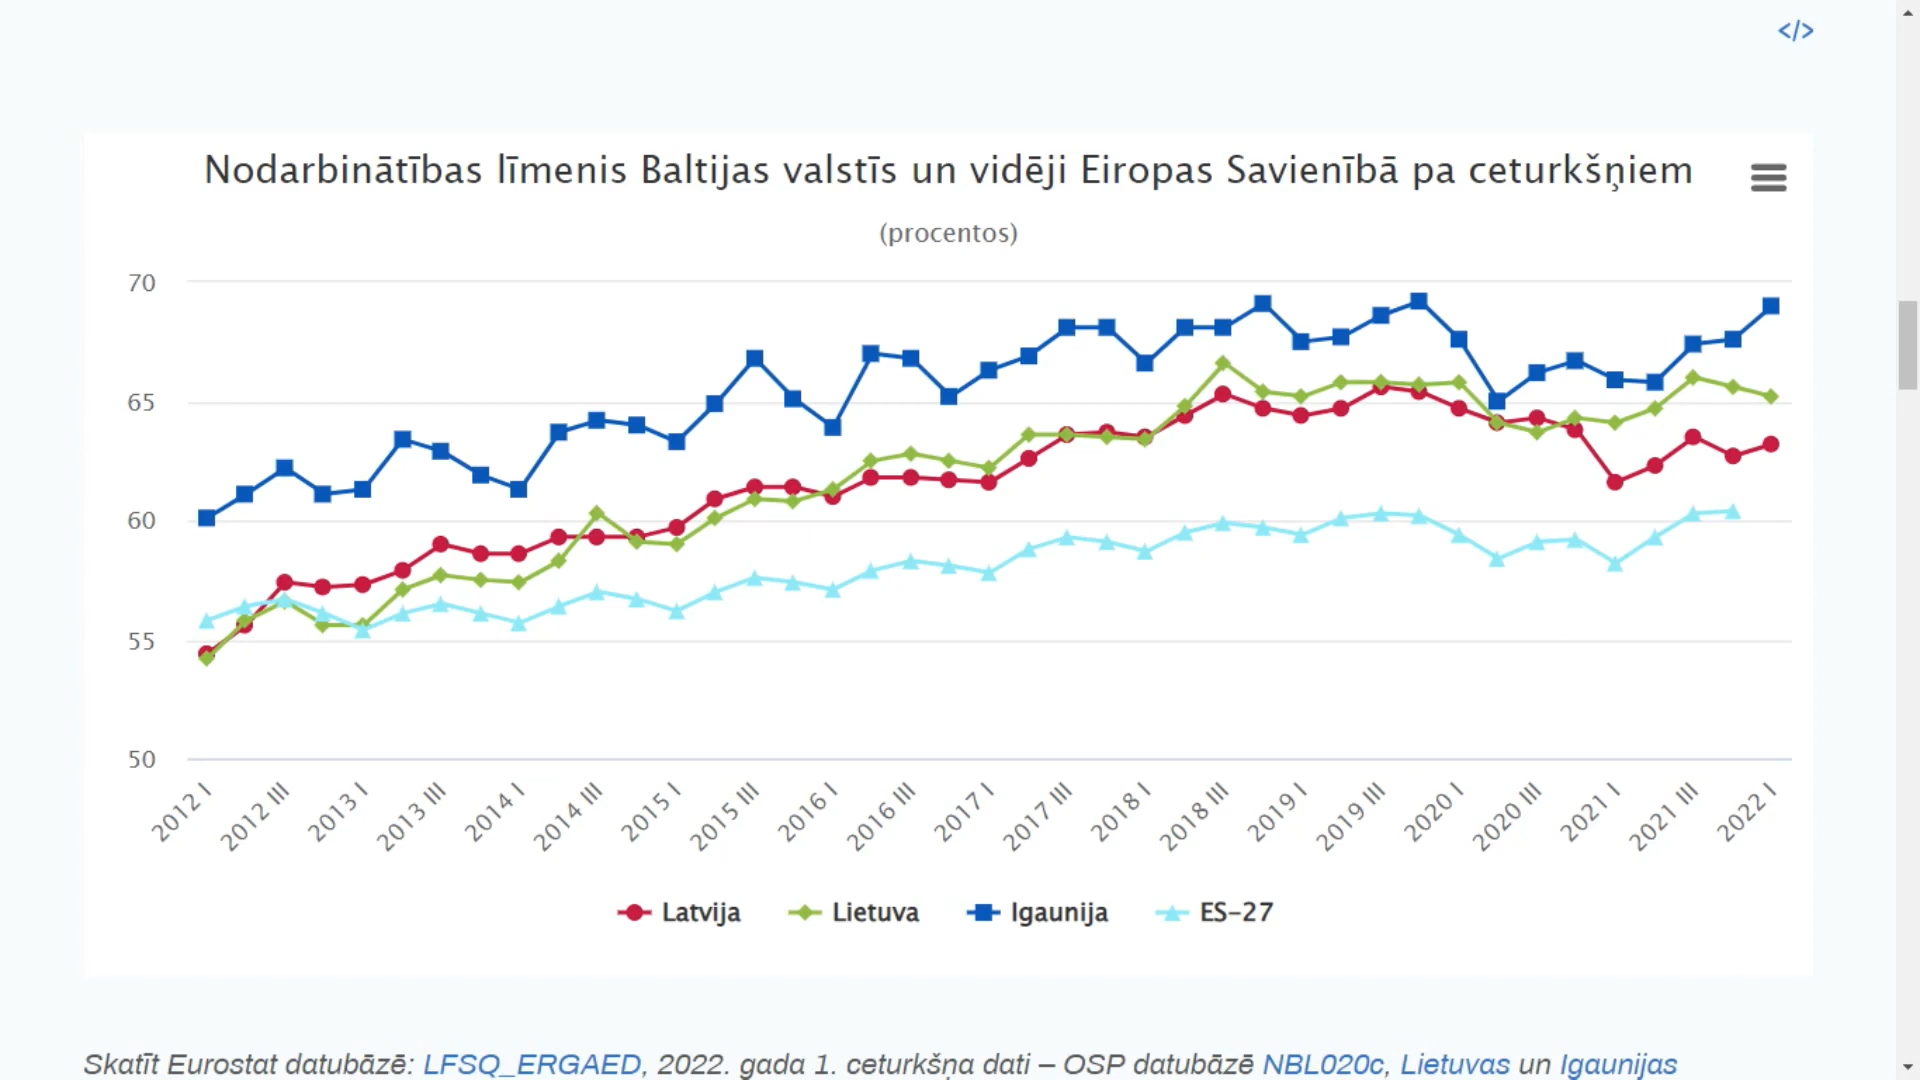 </>
Nodarbinātības līmenis Baltijas valstīs un vidēji Eiropas Savienībā pa ceturkšņiem
(procentos)
70
65
60
55
50
2012 I
2012 III
2013 I
2013 III
2014 I
2014 III
2015 I
2015 III
2016 I
2016 III
2017 I
2017 III
2018 I
2018 III
2019 I
2019 III
2020 I
2020 III
2021 I
2021 III
2022 I
Latvija Lietuva Igaunija ES-27
Skatīt Eurostat datubāzē: LFSQ_ERGAED, 2022. gada 1. ceturkšņa dati – OSP datubāzē NBL020c, Lietuvas un Igaunijas